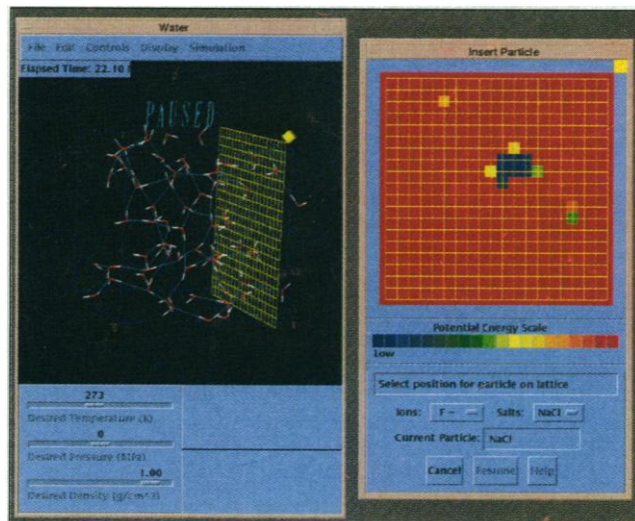 Water
File Edit Controls Display Simulation
Elapsed Time: 22.10
PAUSED
273
Desired Temperature (k)
0
Desired Pressure
1.00
Desired Density (g/cm^3)
Insert Particle
Potential Energy Scale
Low
Select position for particle on lattice
Ions: F - Salts: NaCl
Current Particle: NaCl
Cancel Resume Help